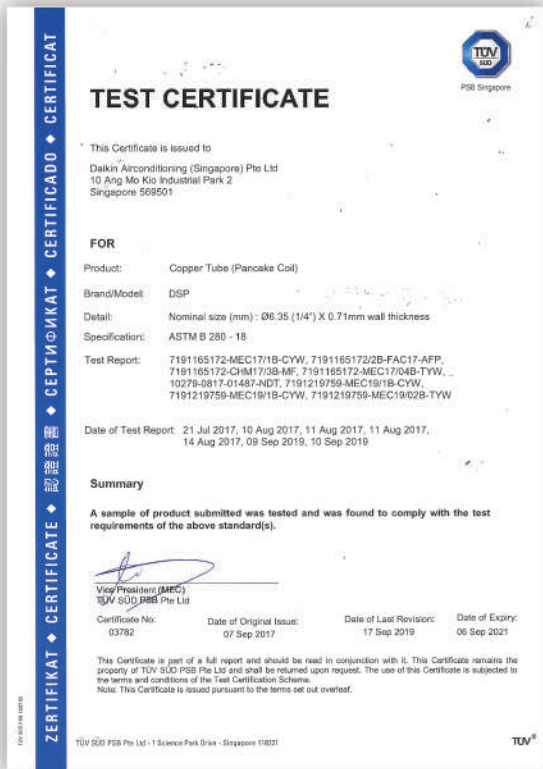 TÜV
SÜD
PSB Singapore
TEST CERTIFICATE
This Certificate is issued to
Daikin Airconditioning (Singapore) Pte Ltd
10 Ang Mo Kio Industrial Park 2
Singapore 569501
FOR
Product: Copper Tube (Pancake Coil)
Brand/Model: DSP
Detail: Nominal size (mm) : Ø6.35 (1/4") X 0.71mm wall thickness
Specification: ASTM B 280 - 18
Test Report: 7191165172-MEC17/1B-CYW, 7191165172/2B-FAC17-AFP,
7191165172-CHM17/3B-MF, 7191165172-MEC17/04B-TYW,
10279-0817-01487-NDT, 7191219759-MEC19/1B-CYW,
7191219759-MEC19/1B-CYW, 7191219759-MEC19/02B-TYW
Date of Test Report: 21 Jul 2017, 10 Aug 2017, 11 Aug 2017, 11 Aug 2017,
14 Aug 2017, 09 Sep 2019, 10 Sep 2019
Summary
A sample of product submitted was tested and was found to comply with the test
requirements of the above standard(s).
Vice President (MEC)
TÜV SÜD PSB Pte Ltd
Certificate No: Date of Original Issue: Date of Last Revision: Date of Expiry:
03782 07 Sep 2017 17 Sep 2019 06 Sep 2021
This Certificate is part of a full report and should be read in conjunction with it. This Certificate remains the
property of TÜV SÜD PSB Pte Ltd and shall be returned upon request. The use of this Certificate is subjected to
the terms and conditions of the Test Certification Scheme.
Note: This Certificate is issued pursuant to the terms set out overleaf.
TÜV SÜD PSB Pte Ltd - 1 Science Park Drive - Singapore 118221
TÜV®
ZERTIFIKAT ◆ CERTIFICATE ◆ 認證證書 ◆ СЕРТИФИКАТ ◆ CERTIFICADO ◆ CERTIFICAT